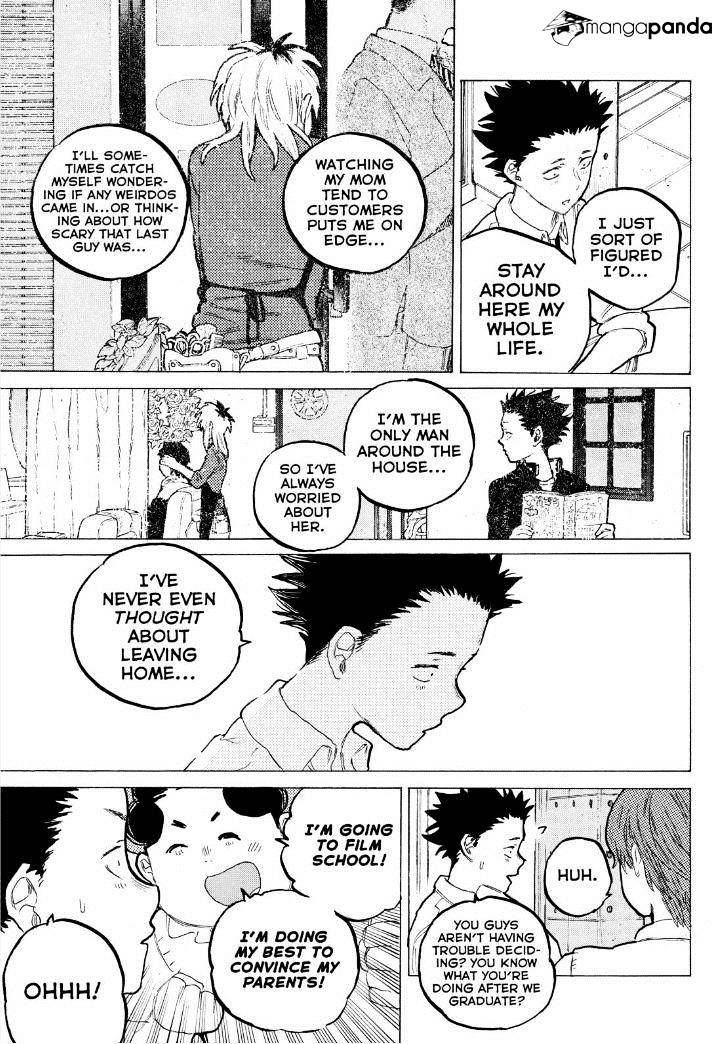 mangapanda
I JUST
SORT OF
FIGURED
I'D...
STAY
AROUND
HERE MY
WHOLE
LIFE.
WATCHING
MY MOM
TEND TO
CUSTOMERS
PUTS ME ON
EDGE...
I'LL SOME-
TIMES CATCH
MYSELF WONDER-
ING IF ANY WEIRDOS
CAME IN...OR THINK-
ING ABOUT HOW
SCARY THAT LAST
GUY WAS...
I'M THE
ONLY MAN
AROUND THE
HOUSE...
SO I'VE
ALWAYS
WORRIED
ABOUT
HER.
I'VE
NEVER EVEN
THOUGHT
ABOUT
LEAVING
HOME...
HUH.
YOU GUYS
AREN'T HAVING
TROUBLE DECID-
ING? YOU KNOW
WHAT YOU'RE
DOING AFTER WE
GRADUATE?
I'M GOING
TO FILM
SCHOOL!
I'M DOING
MY BEST TO
CONVINCE MY
PARENTS!
OHHH!